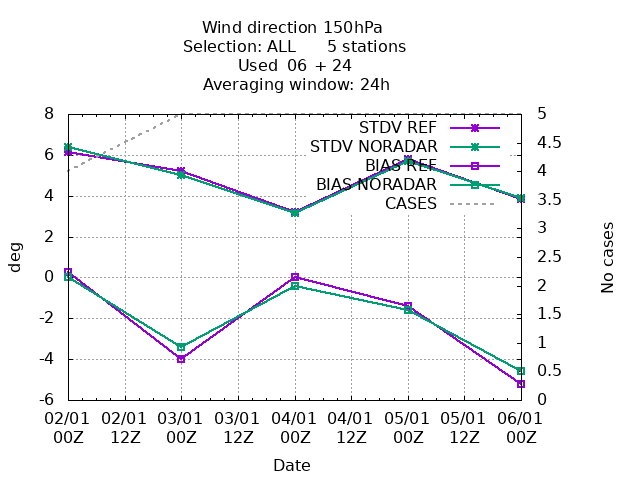 Wind direction 150hPa
Selection: ALL 5 stations
Used 06 + 24
Averaging window: 24h
8
6
4
2
0
-2
-4
-6
deg
5
4.5
4
3.5
3
2.5
2
1.5
1
0.5
0
No cases
STDV REF
STDV NORADAR
BIAS REF
BIAS NORADAR
CASES
02/01 02/01 03/01 03/01 04/01 04/01 05/01 05/01 06/01
00Z 12Z 00Z 12Z 00Z 12Z 00Z 12Z 00Z
Date